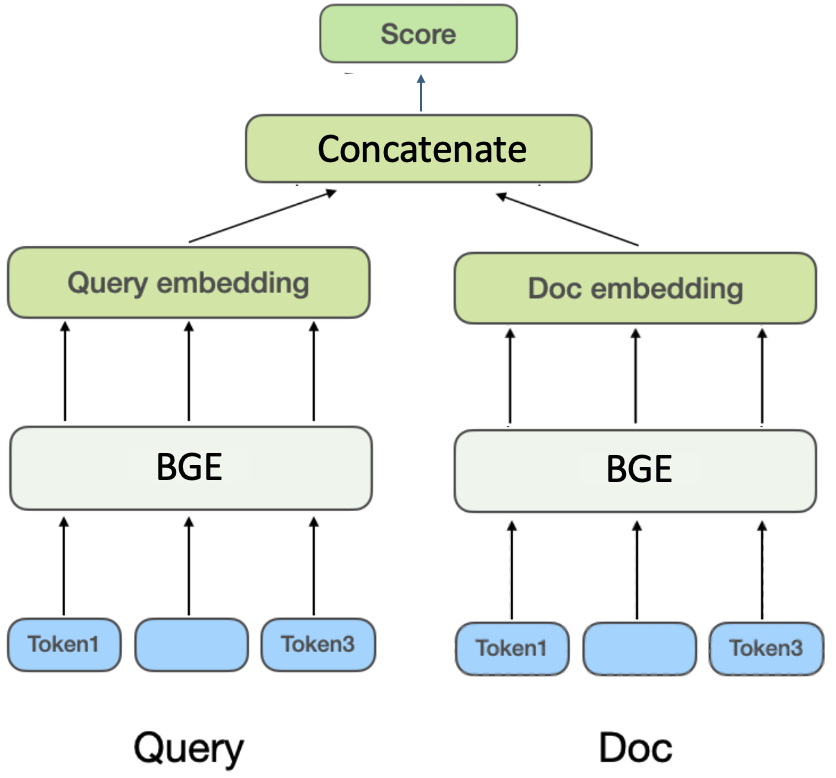 Score
Concatenate
Query embedding
Doc embedding
BGE
BGE
Token1
Token3
Token1
Token3
Query
Doc